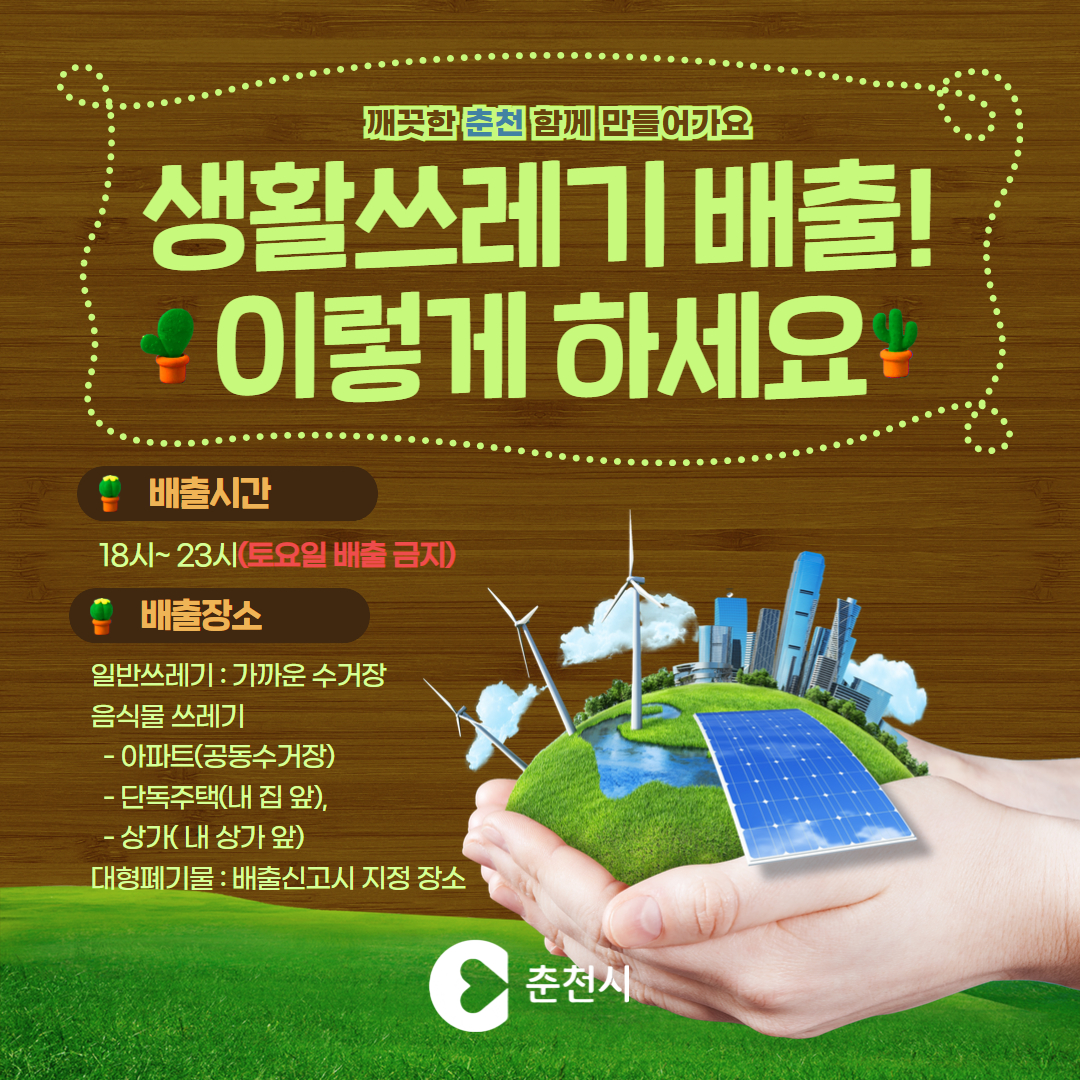 깨끗한 춘천 함께 만들어가요
생활쓰레기 배출!
이렇게 하세요
배출시간
18시~ 23시(토요일 배출 금지)
배출장소
일반쓰레기 : 가까운 수거장
음식물 쓰레기
- 아파트(공동수거장)
- 단독주택(내 집 앞),
- 상가( 내 상가 앞)
대형폐기물 : 배출신고시 지정 장소
춘천시